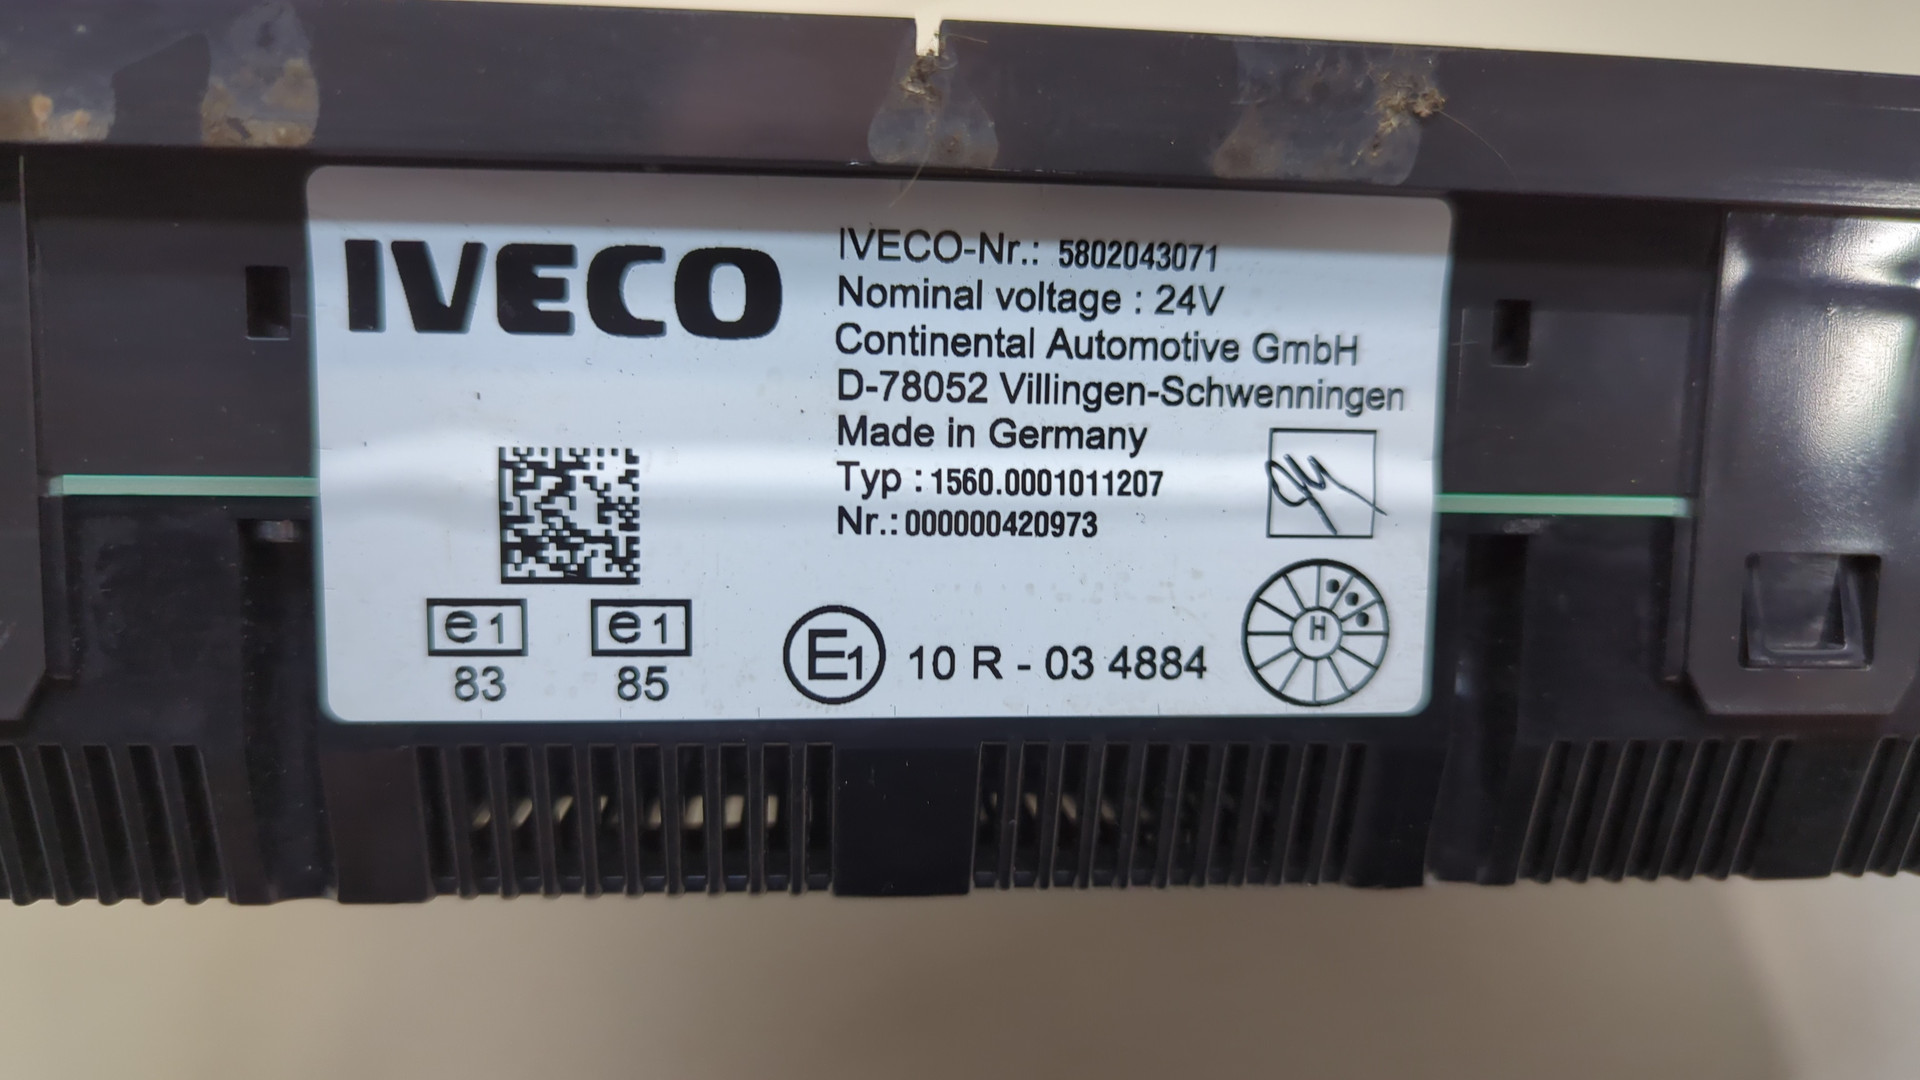 IVECO
IVECO-Nr.: 5802043071
Nominal voltage : 24V
Continental Automotive GmbH
D-78052 Villingen-Schwenningen
Made in Germany
Typ : 1560.0001011207
Nr.: 000000420973
e1
83
e1
85
E1 10 R - 03 4884
H